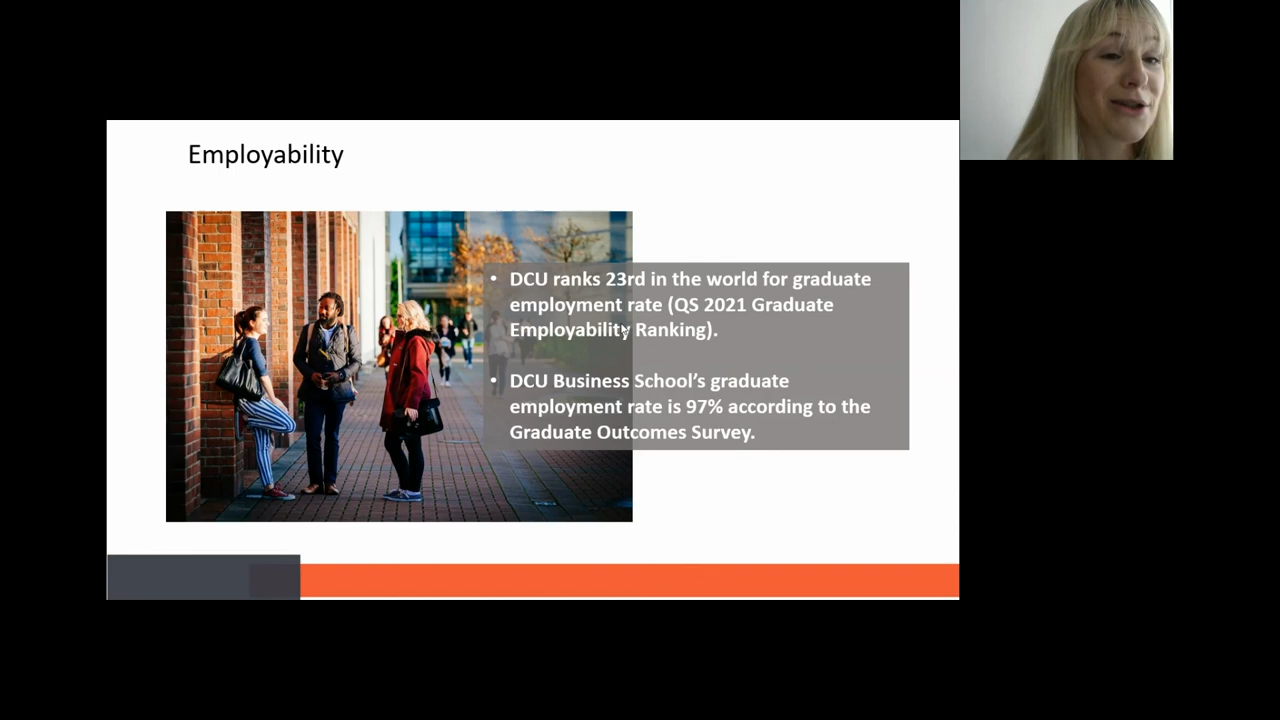 Employability
• DCU ranks 23rd in the world for graduate
employment rate (QS 2021 Graduate
Employability Ranking).
• DCU Business School’s graduate
employment rate is 97% according to the
Graduate Outcomes Survey.